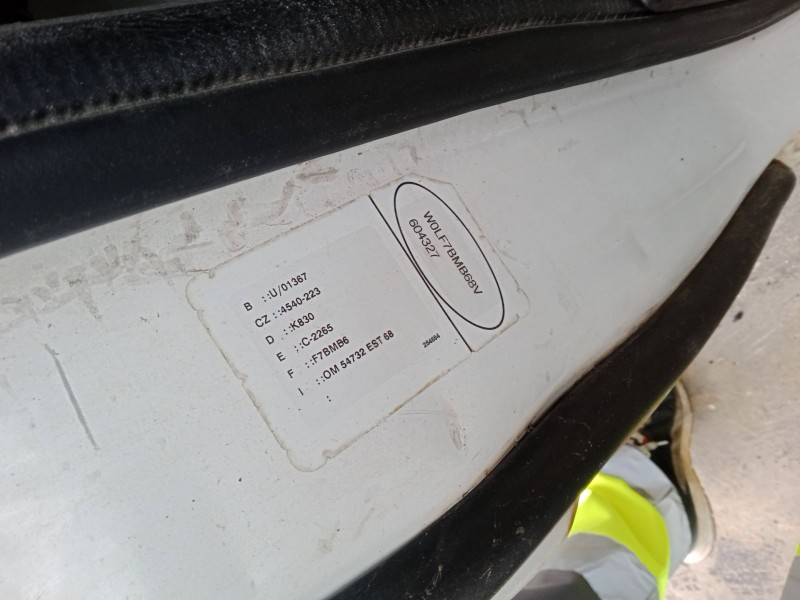 B ::U/01367
CZ ::4540-223
D ::K830
E ::C-2265
F ::F7BMB6
I ::OM 54732 EST 68
:
W0LF7BMB68V
604327